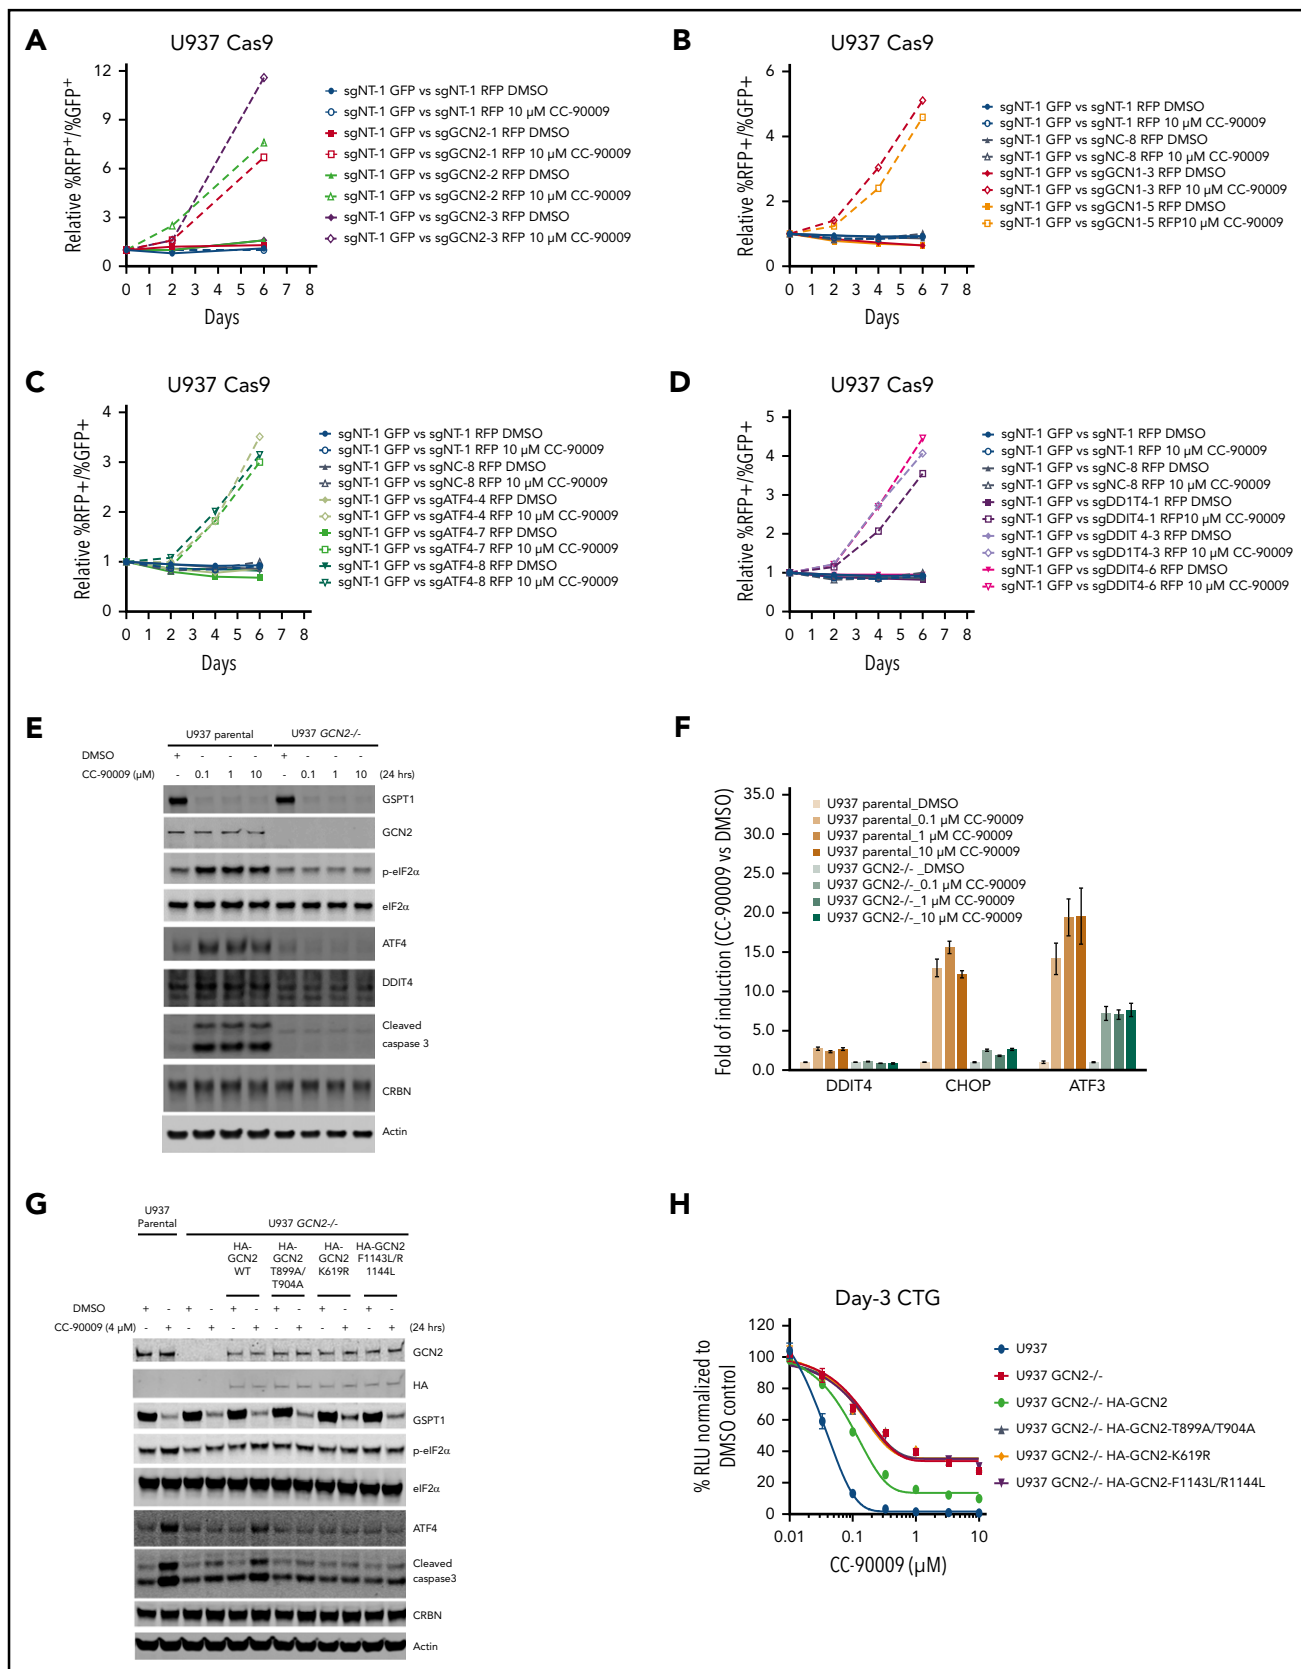 A
U937 Cas9
Relative %RFP+/%GFP+
12
9
6
3
0
0 1 2 3 4 5 6 7 8
Days
sgNT-1 GFP vs sgNT-1 RFP DMSO
sgNT-1 GFP vs sgNT-1 RFP 10 µM CC-90009
sgNT-1 GFP vs sgGCN2-1 RFP DMSO
sgNT-1 GFP vs sgGCN2-1 RFP 10 µM CC-90009
sgNT-1 GFP vs sgGCN2-2 RFP DMSO
sgNT-1 GFP vs sgGCN2-2 RFP 10 µM CC-90009
sgNT-1 GFP vs sgGCN2-3 RFP DMSO
sgNT-1 GFP vs sgGCN2-3 RFP 10 µM CC-90009
B
U937 Cas9
Relative %RFP+/%GFP+
6
4
2
0
0 1 2 3 4 5 6 7 8
Days
sgNT-1 GFP vs sgNT-1 RFP DMSO
sgNT-1 GFP vs sgNT-1 RFP 10 µM CC-90009
sgNT-1 GFP vs sgNC-8 RFP DMSO
sgNT-1 GFP vs sgNC-8 RFP 10 µM CC-90009
sgNT-1 GFP vs sgGCN1-3 RFP DMSO
sgNT-1 GFP vs sgGCN1-3 RFP 10 µM CC-90009
sgNT-1 GFP vs sgGCN1-5 RFP DMSO
sgNT-1 GFP vs sgGCN1-5 RFP10 µM CC-90009
C
U937 Cas9
Relative %RFP+/%GFP+
4
3
2
1
0
0 1 2 3 4 5 6 7 8
Days
sgNT-1 GFP vs sgNT-1 RFP DMSO
sgNT-1 GFP vs sgNT-1 RFP 10 µM CC-90009
sgNT-1 GFP vs sgNC-8 RFP DMSO
sgNT-1 GFP vs sgNC-8 RFP 10 µM CC-90009
sgNT-1 GFP vs sgATF4-4 RFP DMSO
sgNT-1 GFP vs sgATF4-4 RFP 10 µM CC-90009
sgNT-1 GFP vs sgATF4-7 RFP DMSO
sgNT-1 GFP vs sgATF4-7 RFP 10 µM CC-90009
sgNT-1 GFP vs sgATF4-8 RFP DMSO
sgNT-1 GFP vs sgATF4-8 RFP 10 µM CC-90009
D
U937 Cas9
Relative %RFP+/%GFP+
5
4
3
2
1
0
0 1 2 3 4 5 6 7 8
Days
sgNT-1 GFP vs sgNT-1 RFP DMSO
sgNT-1 GFP vs sgNT-1 RFP 10 µM CC-90009
sgNT-1 GFP vs sgNC-8 RFP DMSO
sgNT-1 GFP vs sgNC-8 RFP 10 µM CC-90009
sgNT-1 GFP vs sgDD1T4-1 RFP DMSO
sgNT-1 GFP vs sgDDIT4-1 RFP10 µM CC-90009
sgNT-1 GFP vs sgDDIT 4-3 RFP DMSO
sgNT-1 GFP vs sgDD1T4-3 RFP 10 µM CC-90009
sgNT-1 GFP vs sgDDIT4-6 RFP DMSO
sgNT-1 GFP vs sgDDIT4-6 RFP 10 µM CC-90009
E
U937 parental U937 GCN2-/-
DMSO + - - - + - - -
CC-90009 (µM) - 0.1 1 10 - 0.1 1 10 (24 hrs)
GSPT1
GCN2
p-eIF2α
eIF2α
ATF4
DDIT4
Cleaved
caspase 3
CRBN
Actin
F
Fold of induction (CC-90009 vs DMSO)
35.0
30.0
25.0
20.0
15.0
10.0
5.0
0.0
U937 parental_DMSO
U937 parental_0.1 µM CC-90009
U937 parental_1 µM CC-90009
U937 parental_10 µM CC-90009
U937 GCN2-/- _DMSO
U937 GCN2-/-_0.1 µM CC-90009
U937 GCN2-/-_1 µM CC-90009
U937 GCN2-/-_10 µM CC-90009
DDIT4 CHOP ATF3
G
U937
Parental
U937 GCN2-/-
HA-
GCN2
WT
HA-
GCN2
T899A/
T904A
HA-
GCN2
K619R
HA-GCN2
F1143L/R
1144L
DMSO + - + - + - + - + - + -
CC-90009 (4 µM) - + - + - + - + - + - + (24 hrs)
GCN2
HA
GSPT1
p-eIF2α
eIF2α
ATF4
Cleaved
caspase3
CRBN
Actin
H
Day-3 CTG
% RLU normalized to
DMSO control
120
100
80
60
40
20
0
0.01 0.1 1 10
CC-90009 (µM)
U937
U937 GCN2-/-
U937 GCN2-/- HA-GCN2
U937 GCN2-/- HA-GCN2-T899A/T904A
U937 GCN2-/- HA-GCN2-K619R
U937 GCN2-/- HA-GCN2-F1143L/R1144L